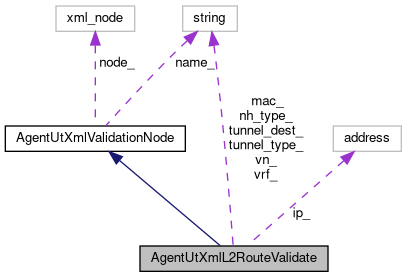 xml_node
string
node_
name_
mac_
nh_type_
tunnel_dest_
tunnel_type_
vn_
vrf_
AgentUtXmlValidationNode
address
ip_
AgentUtXmlL2RouteValidate